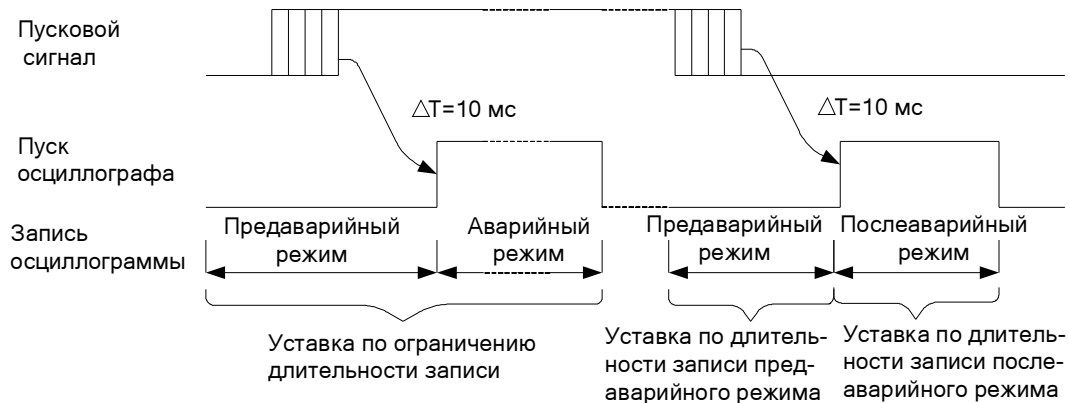 Пусковой
сигнал
△T=10 мс
△T=10 мс
Пуск
осциллографа
Запись
осциллограммы
Предаварийный
режим
Аварийный
режим
Предаварийный
режим
Послеаварийный
режим
Уставка по ограничению
длительности записи
Уставка по длитель-
ности записи пред-
аварийного режима
Уставка по длитель-
ности записи после-
аварийного режима